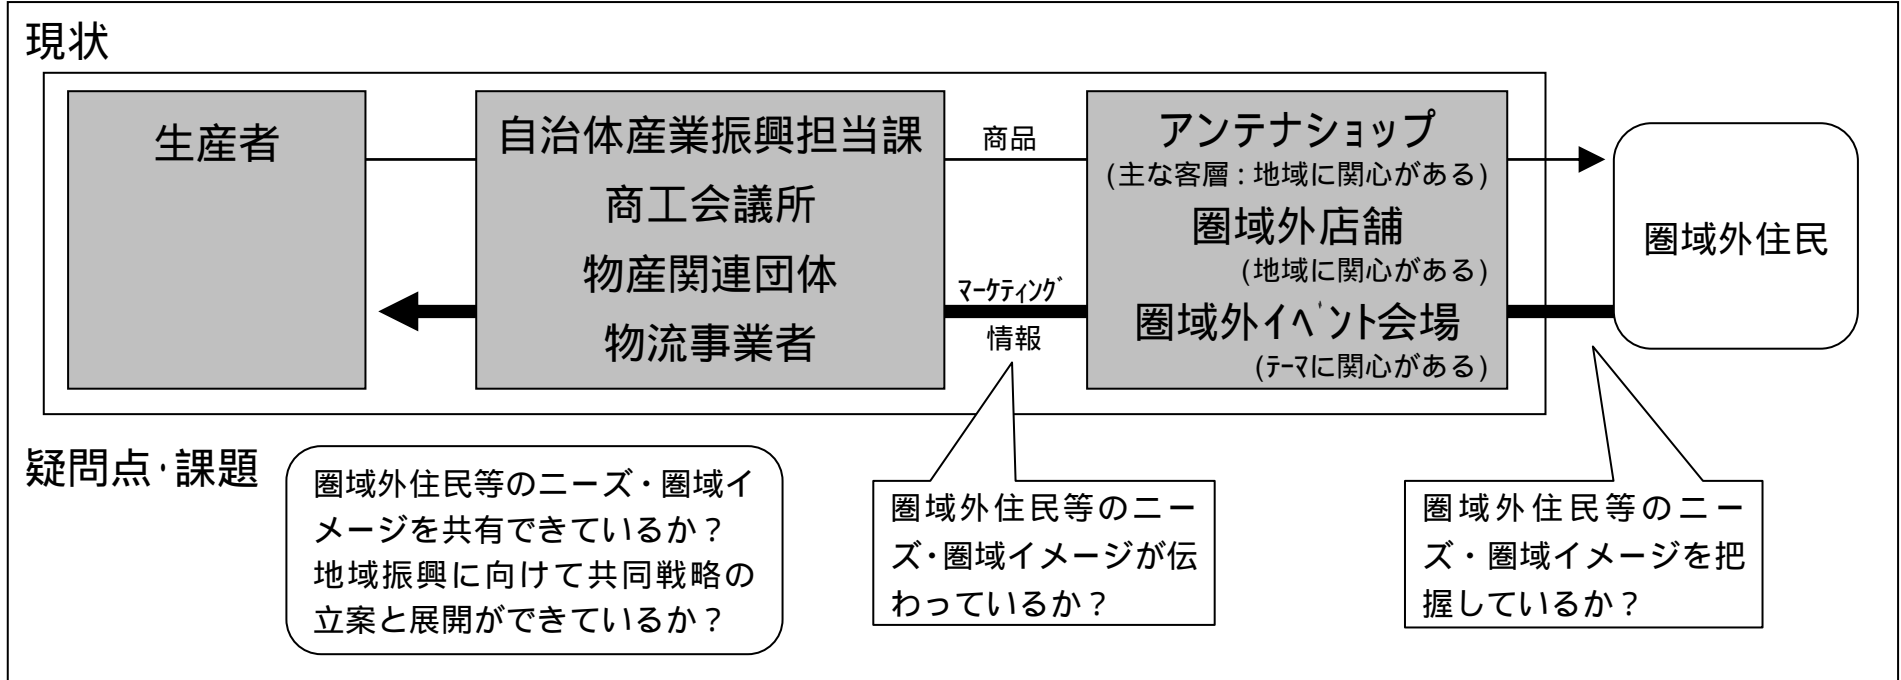 現状
生産者
自治体産業振興担当課
商工会議所
物産関連団体
物流事業者
商品
ﾏｰｹﾃｨﾝｸﾞ
情報
アンテナショップ
(主な客層:地域に関心がある)
圏域外店舗
(地域に関心がある)
圏域外ｲﾍﾞﾝﾄ会場
(ﾃｰﾏに関心がある)
圏域外住民
疑問点・課題
圏域外住民等のニーズ・圏域イ
メージを共有できているか?
地域振興に向けて共同戦略の
立案と展開ができているか?
圏域外住民等のニー
ズ・圏域イメージが伝
わっているか?
圏域外住民等のニー
ズ・圏域イメージを把
握しているか?